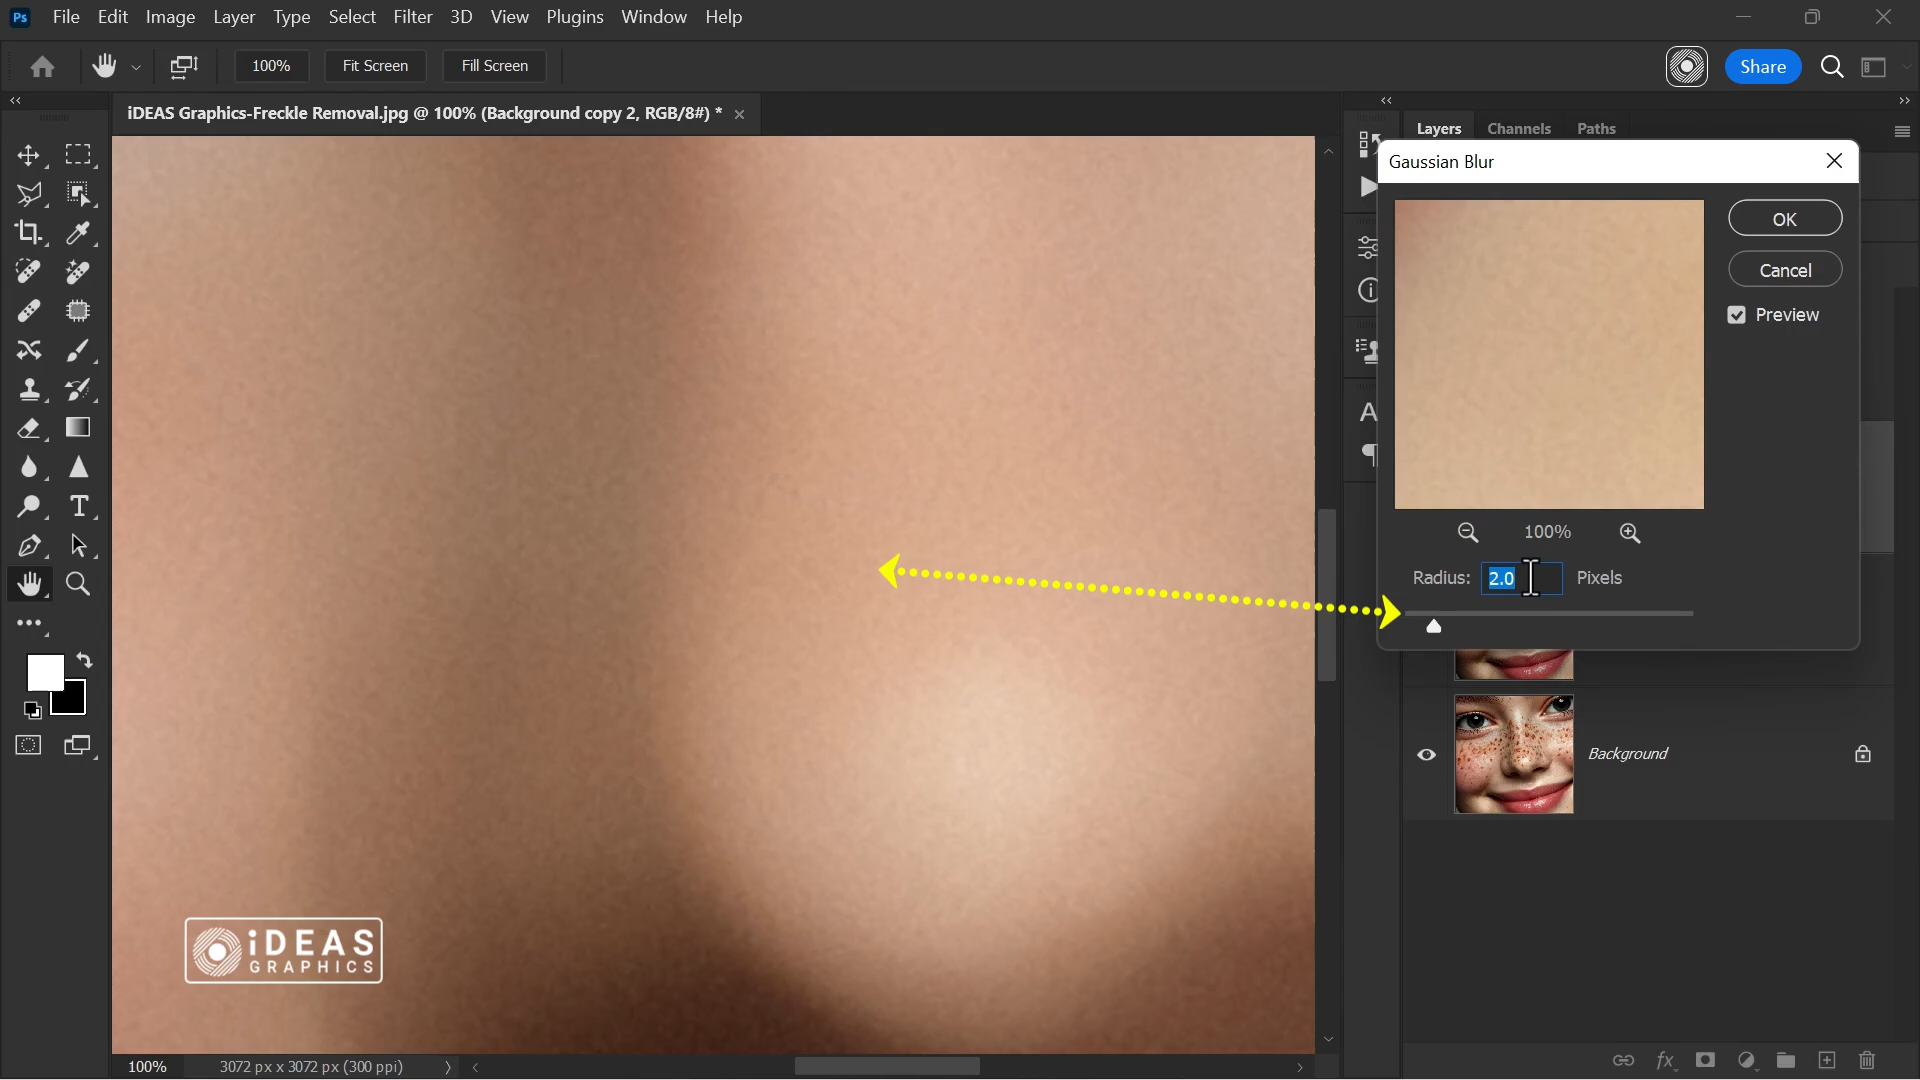 Ps File Edit Image Layer Type Select Filter 3D View Plugins Window Help
100% Fit Screen Fill Screen Share
iDEAS Graphics-Freckle Removal.jpg @ 100% (Background copy 2, RGB/8#) *
Layers Channels Paths
Gaussian Blur
OK
Cancel
Preview
100%
Radius: 2.0 Pixels
Background
iDEAS
GRAPHICS
100% 3072 px x 3072 px (300 ppi)
fx